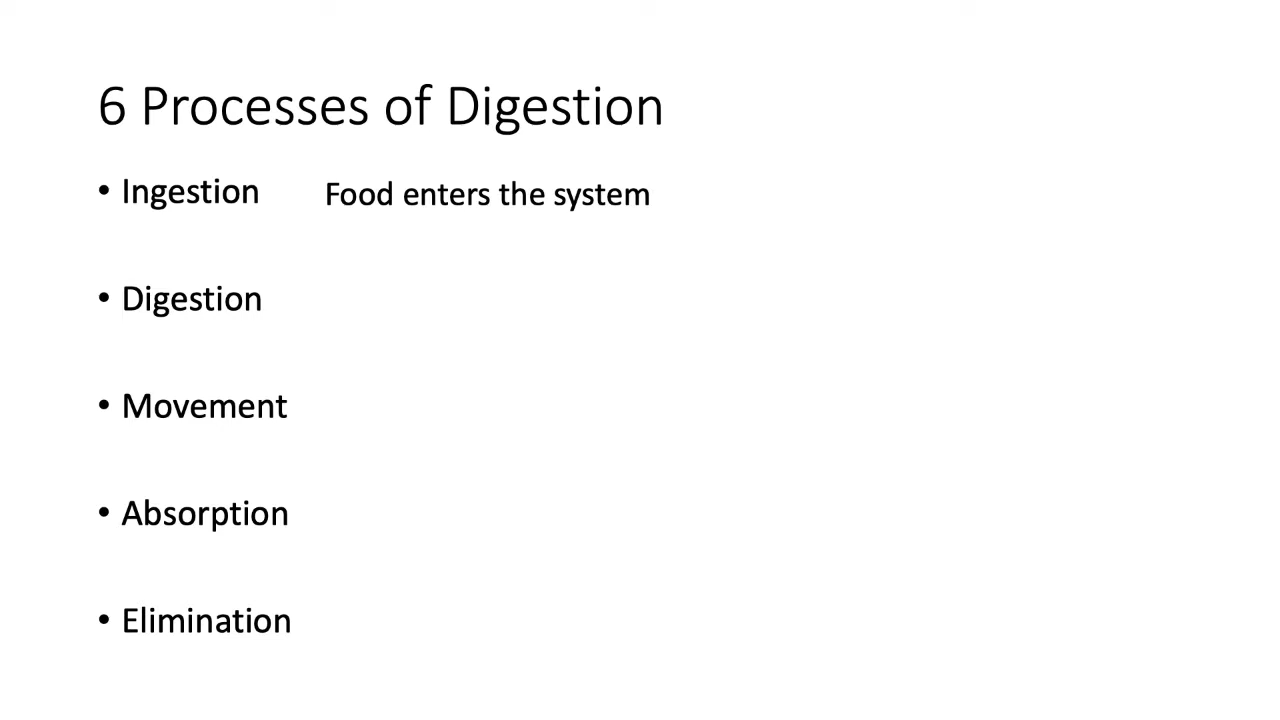 6 Processes of Digestion
• Ingestion Food enters the system
• Digestion
• Movement
• Absorption
• Elimination